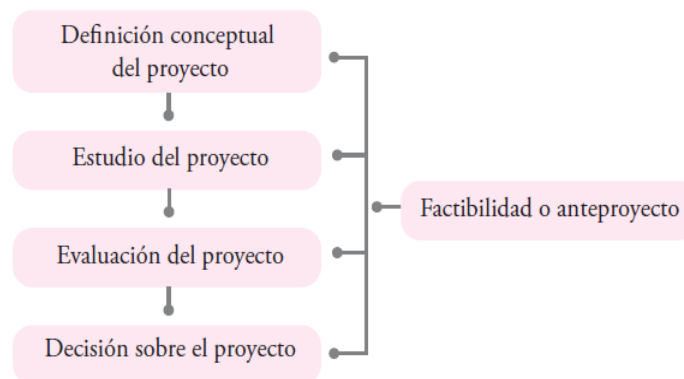 Definición conceptual
del proyecto
Estudio del proyecto
Evaluación del proyecto
Decisión sobre el proyecto
Factibilidad o anteproyecto